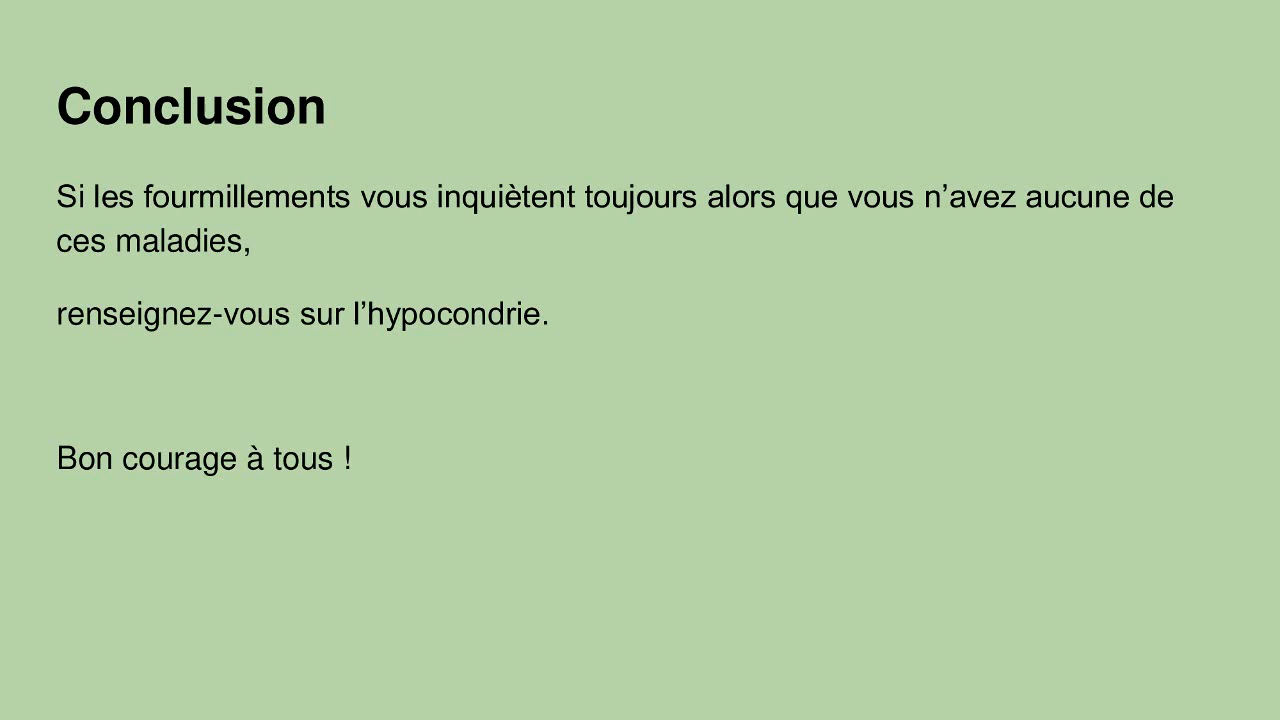 Conclusion
Si les fourmillements vous inquiètent toujours alors que vous n’avez aucune de
ces maladies,
renseignez-vous sur l’hypocondrie.
Bon courage à tous !